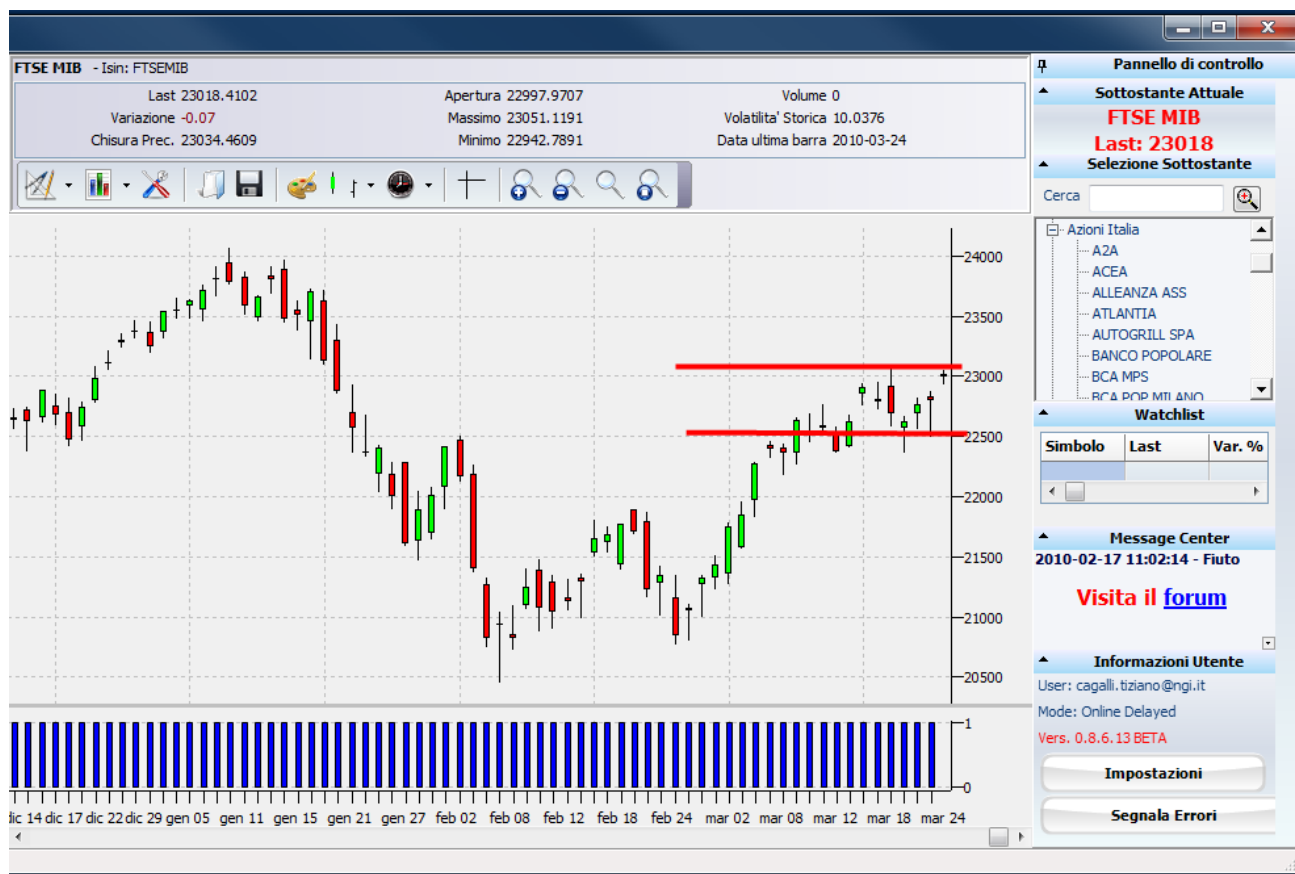 FTSE MIB - Isin: FTSEMIB
Last 23018.4102 Apertura 22997.9707 Volume 0
Variazione -0.07 Massimo 23051.1191 Volatilita' Storica 10.0376
Chisura Prec. 23034.4609 Minimo 22942.7891 Data ultima barra 2010-03-24
24000
23500
23000
22500
22000
21500
21000
20500
1
0
dic 14 dic 17 dic 22 dic 29 gen 05 gen 11 gen 15 gen 21 gen 27 feb 02 feb 08 feb 12 feb 18 feb 24 mar 02 mar 08 mar 12 mar 18 mar 24
Pannello di controllo
Sottostante Attuale
FTSE MIB
Last: 23018
Selezione Sottostante
Cerca
Azioni Italia
A2A
ACEA
ALLEANZA ASS
ATLANTIA
AUTOGRILL SPA
BANCO POPOLARE
BCA MPS
BCA POP MILANO
Watchlist
Simbolo Last Var. %
Message Center
2010-02-17 11:02:14 - Fiuto
Visita il forum
Informazioni Utente
User: cagalli.tiziano@ngi.it
Mode: Online Delayed
Vers. 0.8.6.13 BETA
Impostazioni
Segnala Errori